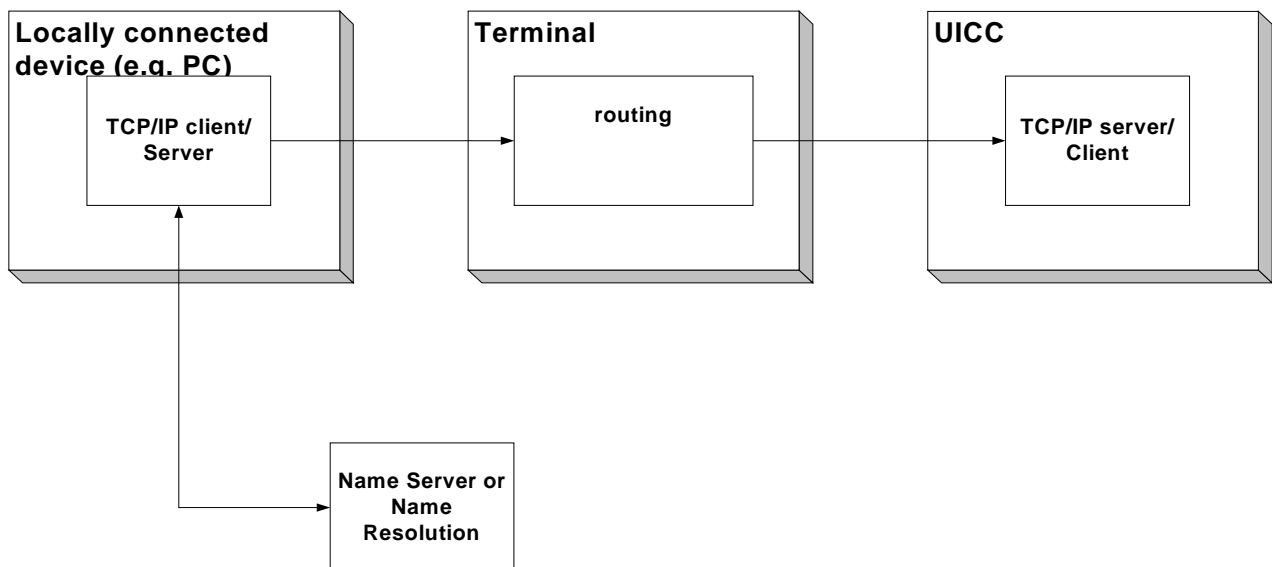 Locally connected
device (e.g. PC)
TCP/IP client/
Server
Terminal
routing
UICC
TCP/IP server/
Client
Name Server or
Name
Resolution